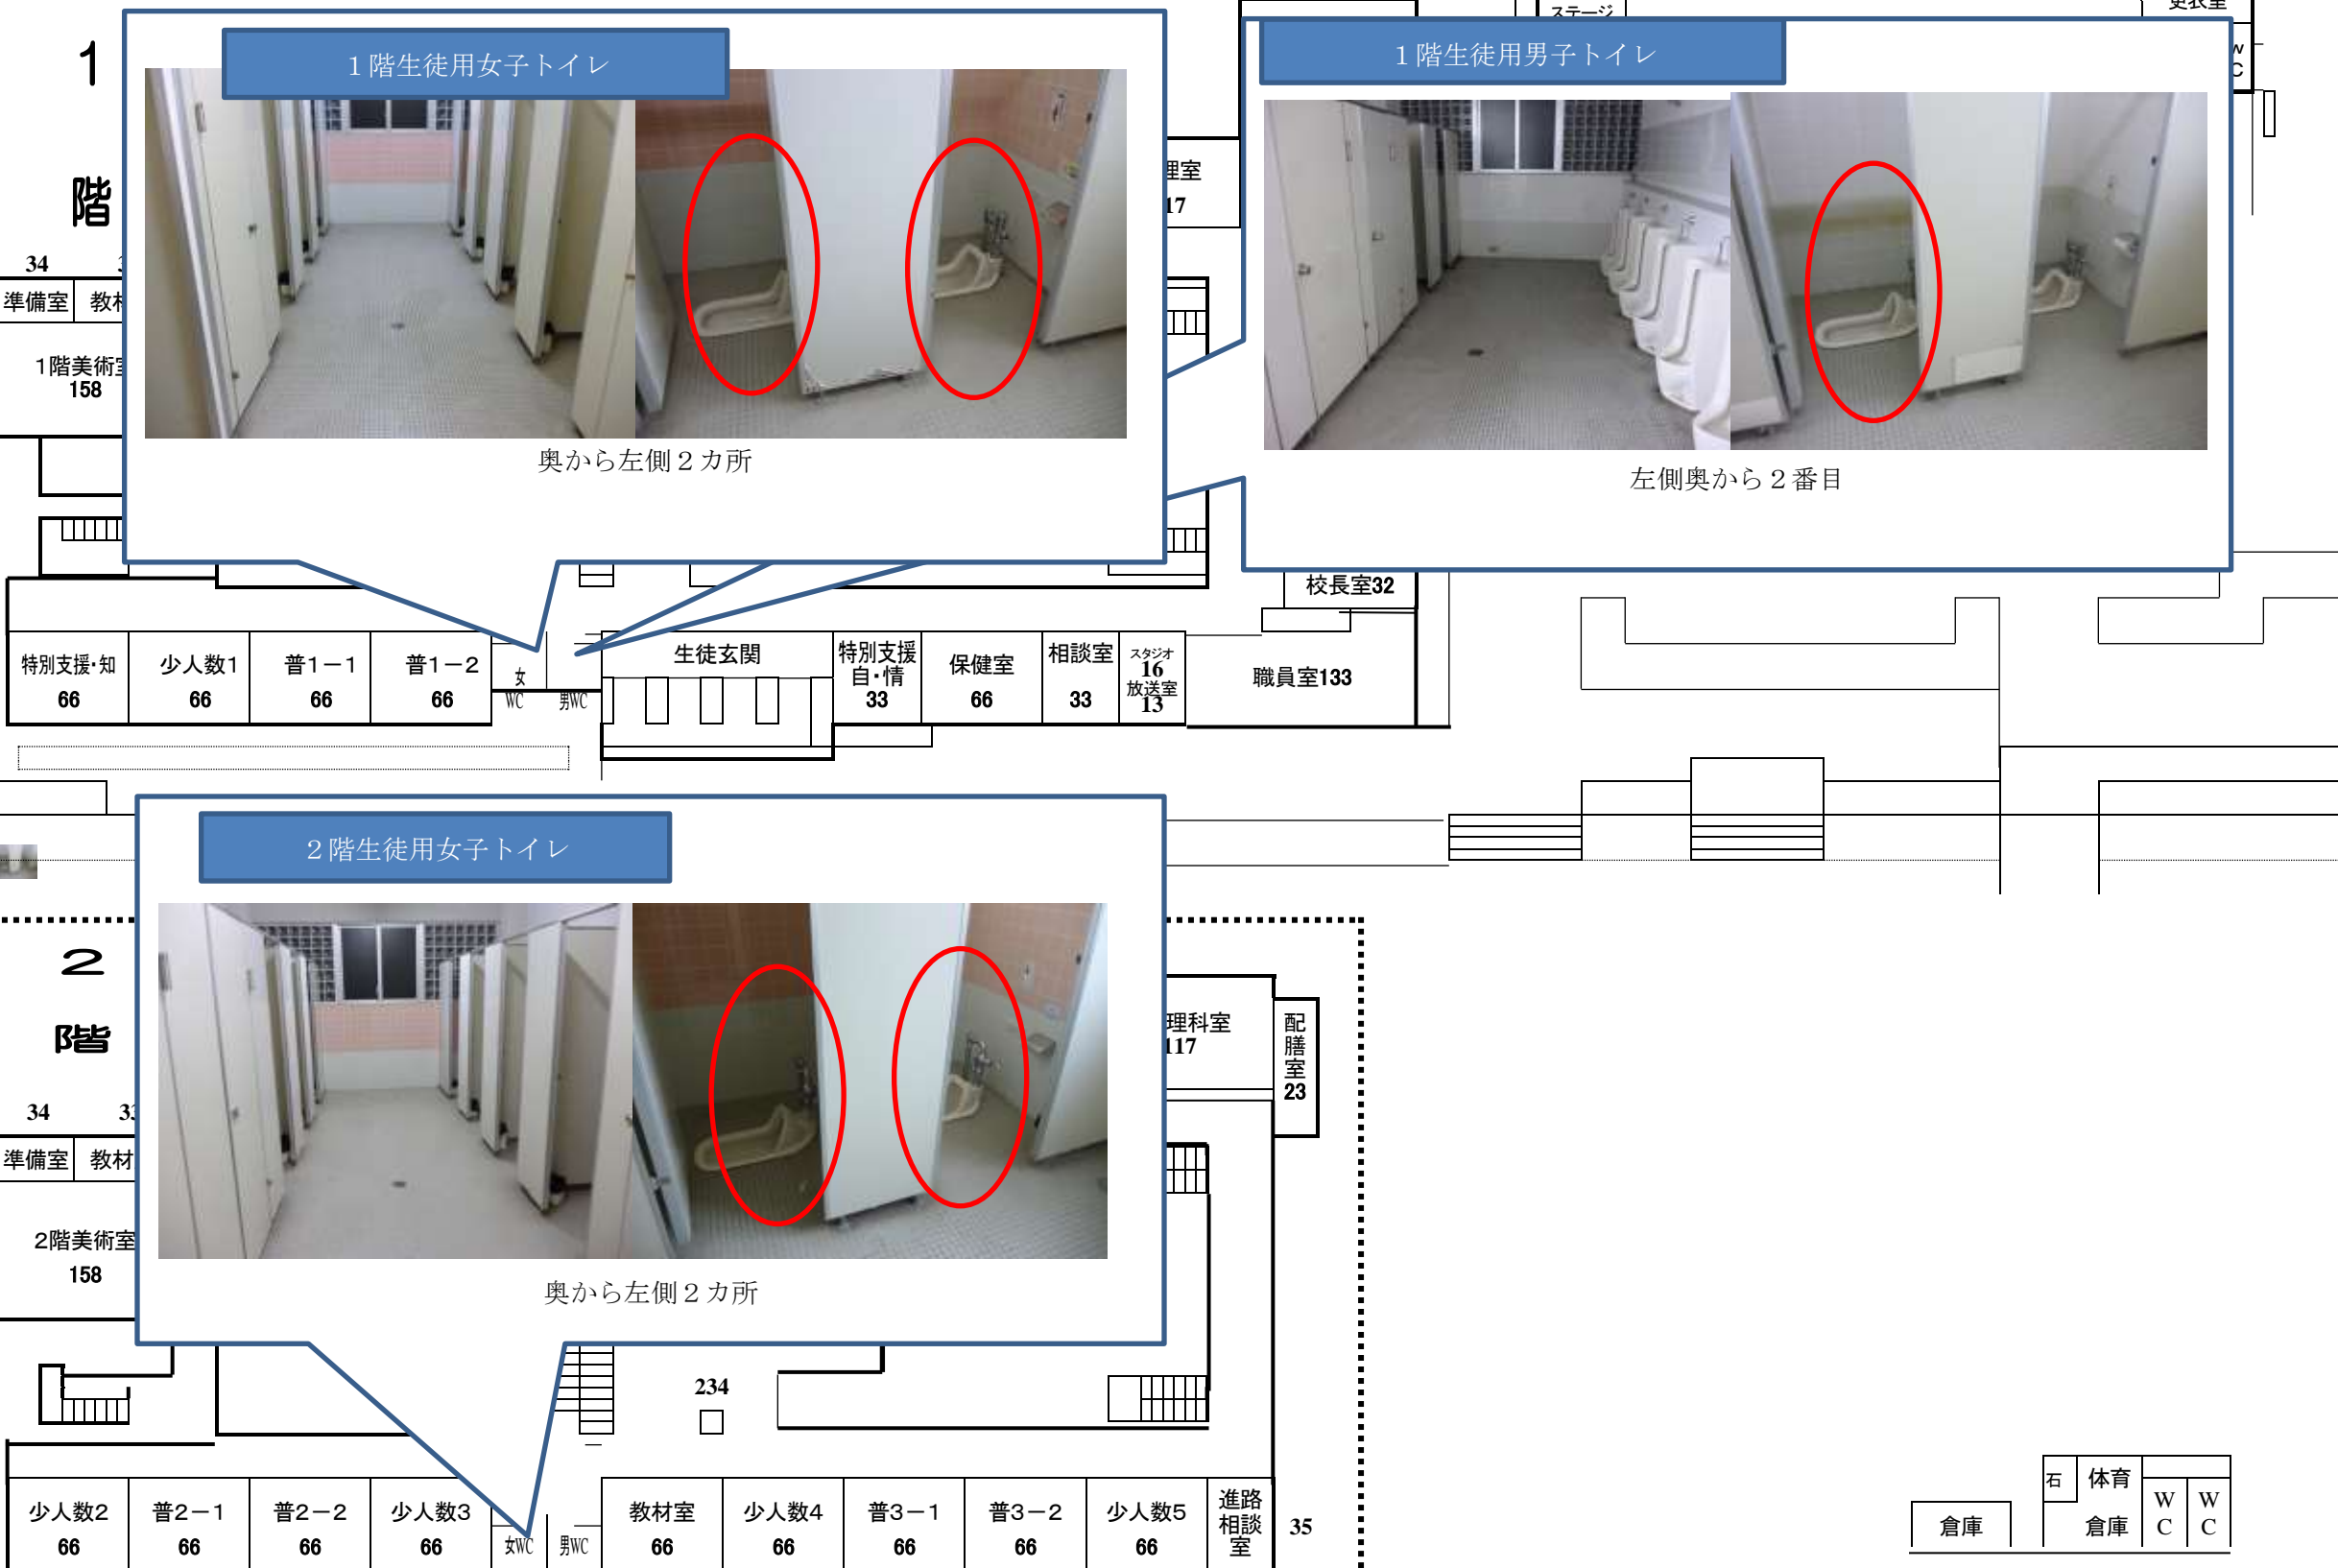 1
階
1階生徒用女子トイレ
奥から左側2カ所
1階生徒用男子トイレ
左側奥から2番目
ステージ
更衣室
W
C
理室
117
34
準備室
教材
1階美術室
158
校長室32
特別支援・知
66
少人数1
66
普1-1
66
普1-2
66
女
WC
男WC
生徒玄関
特別支援
自・情
33
保健室
66
相談室
33
スタジオ
16
放送室
13
職員室133
2階生徒用女子トイレ
奥から左側2カ所
2
階
34
33
準備室
教材
2階美術室
158
理科室
117
配膳室
23
234
少人数2
66
普2-1
66
普2-2
66
少人数3
66
女WC
男WC
教材室
66
少人数4
66
普3-1
66
普3-2
66
少人数5
66
進路
相談
室
35
倉庫
石
体育
倉庫
W
C
W
C